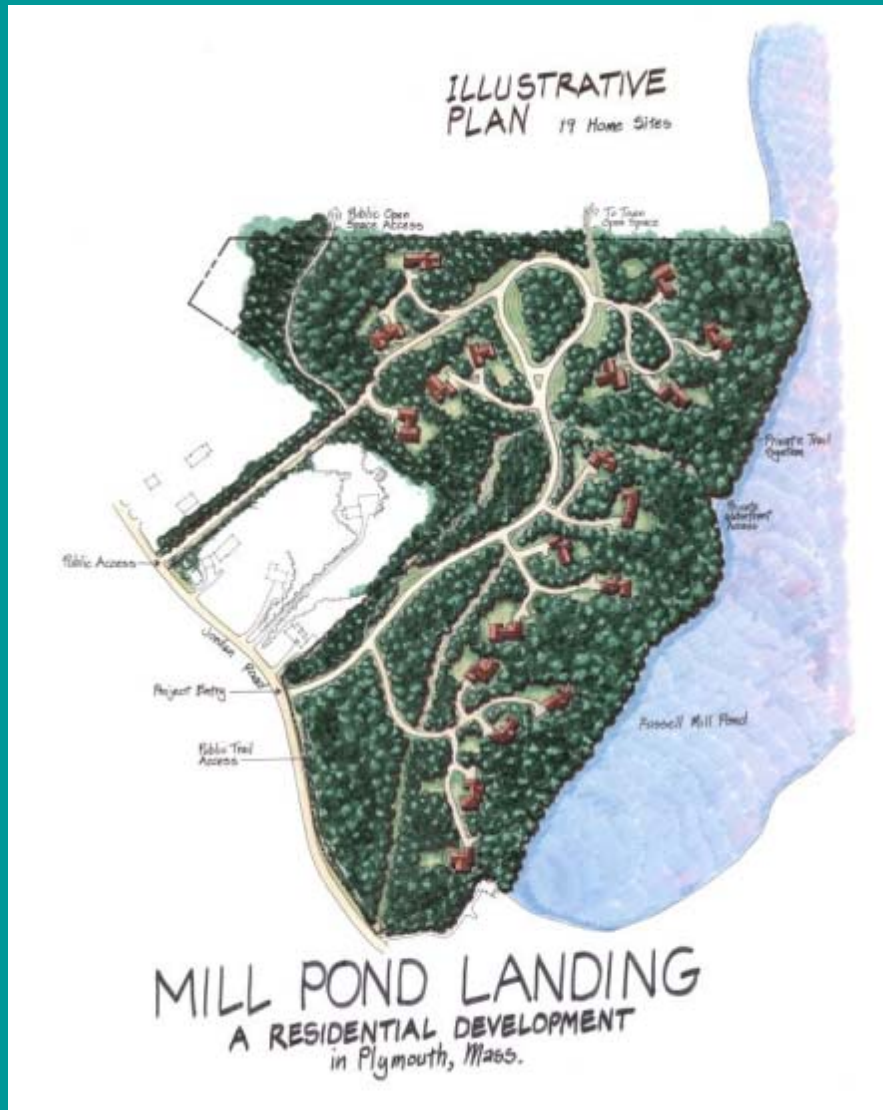 ILLUSTRATIVE
PLAN 19 Home Sites
Public Open
Space Access
To Town
Open Space
Private Trail
Private
Waterfront
Access
Public Access
Jordan Road
Project Entry
Public Trail
Access
Russell Mill Pond
MILL POND LANDING
A RESIDENTIAL DEVELOPMENT
in Plymouth, Mass.